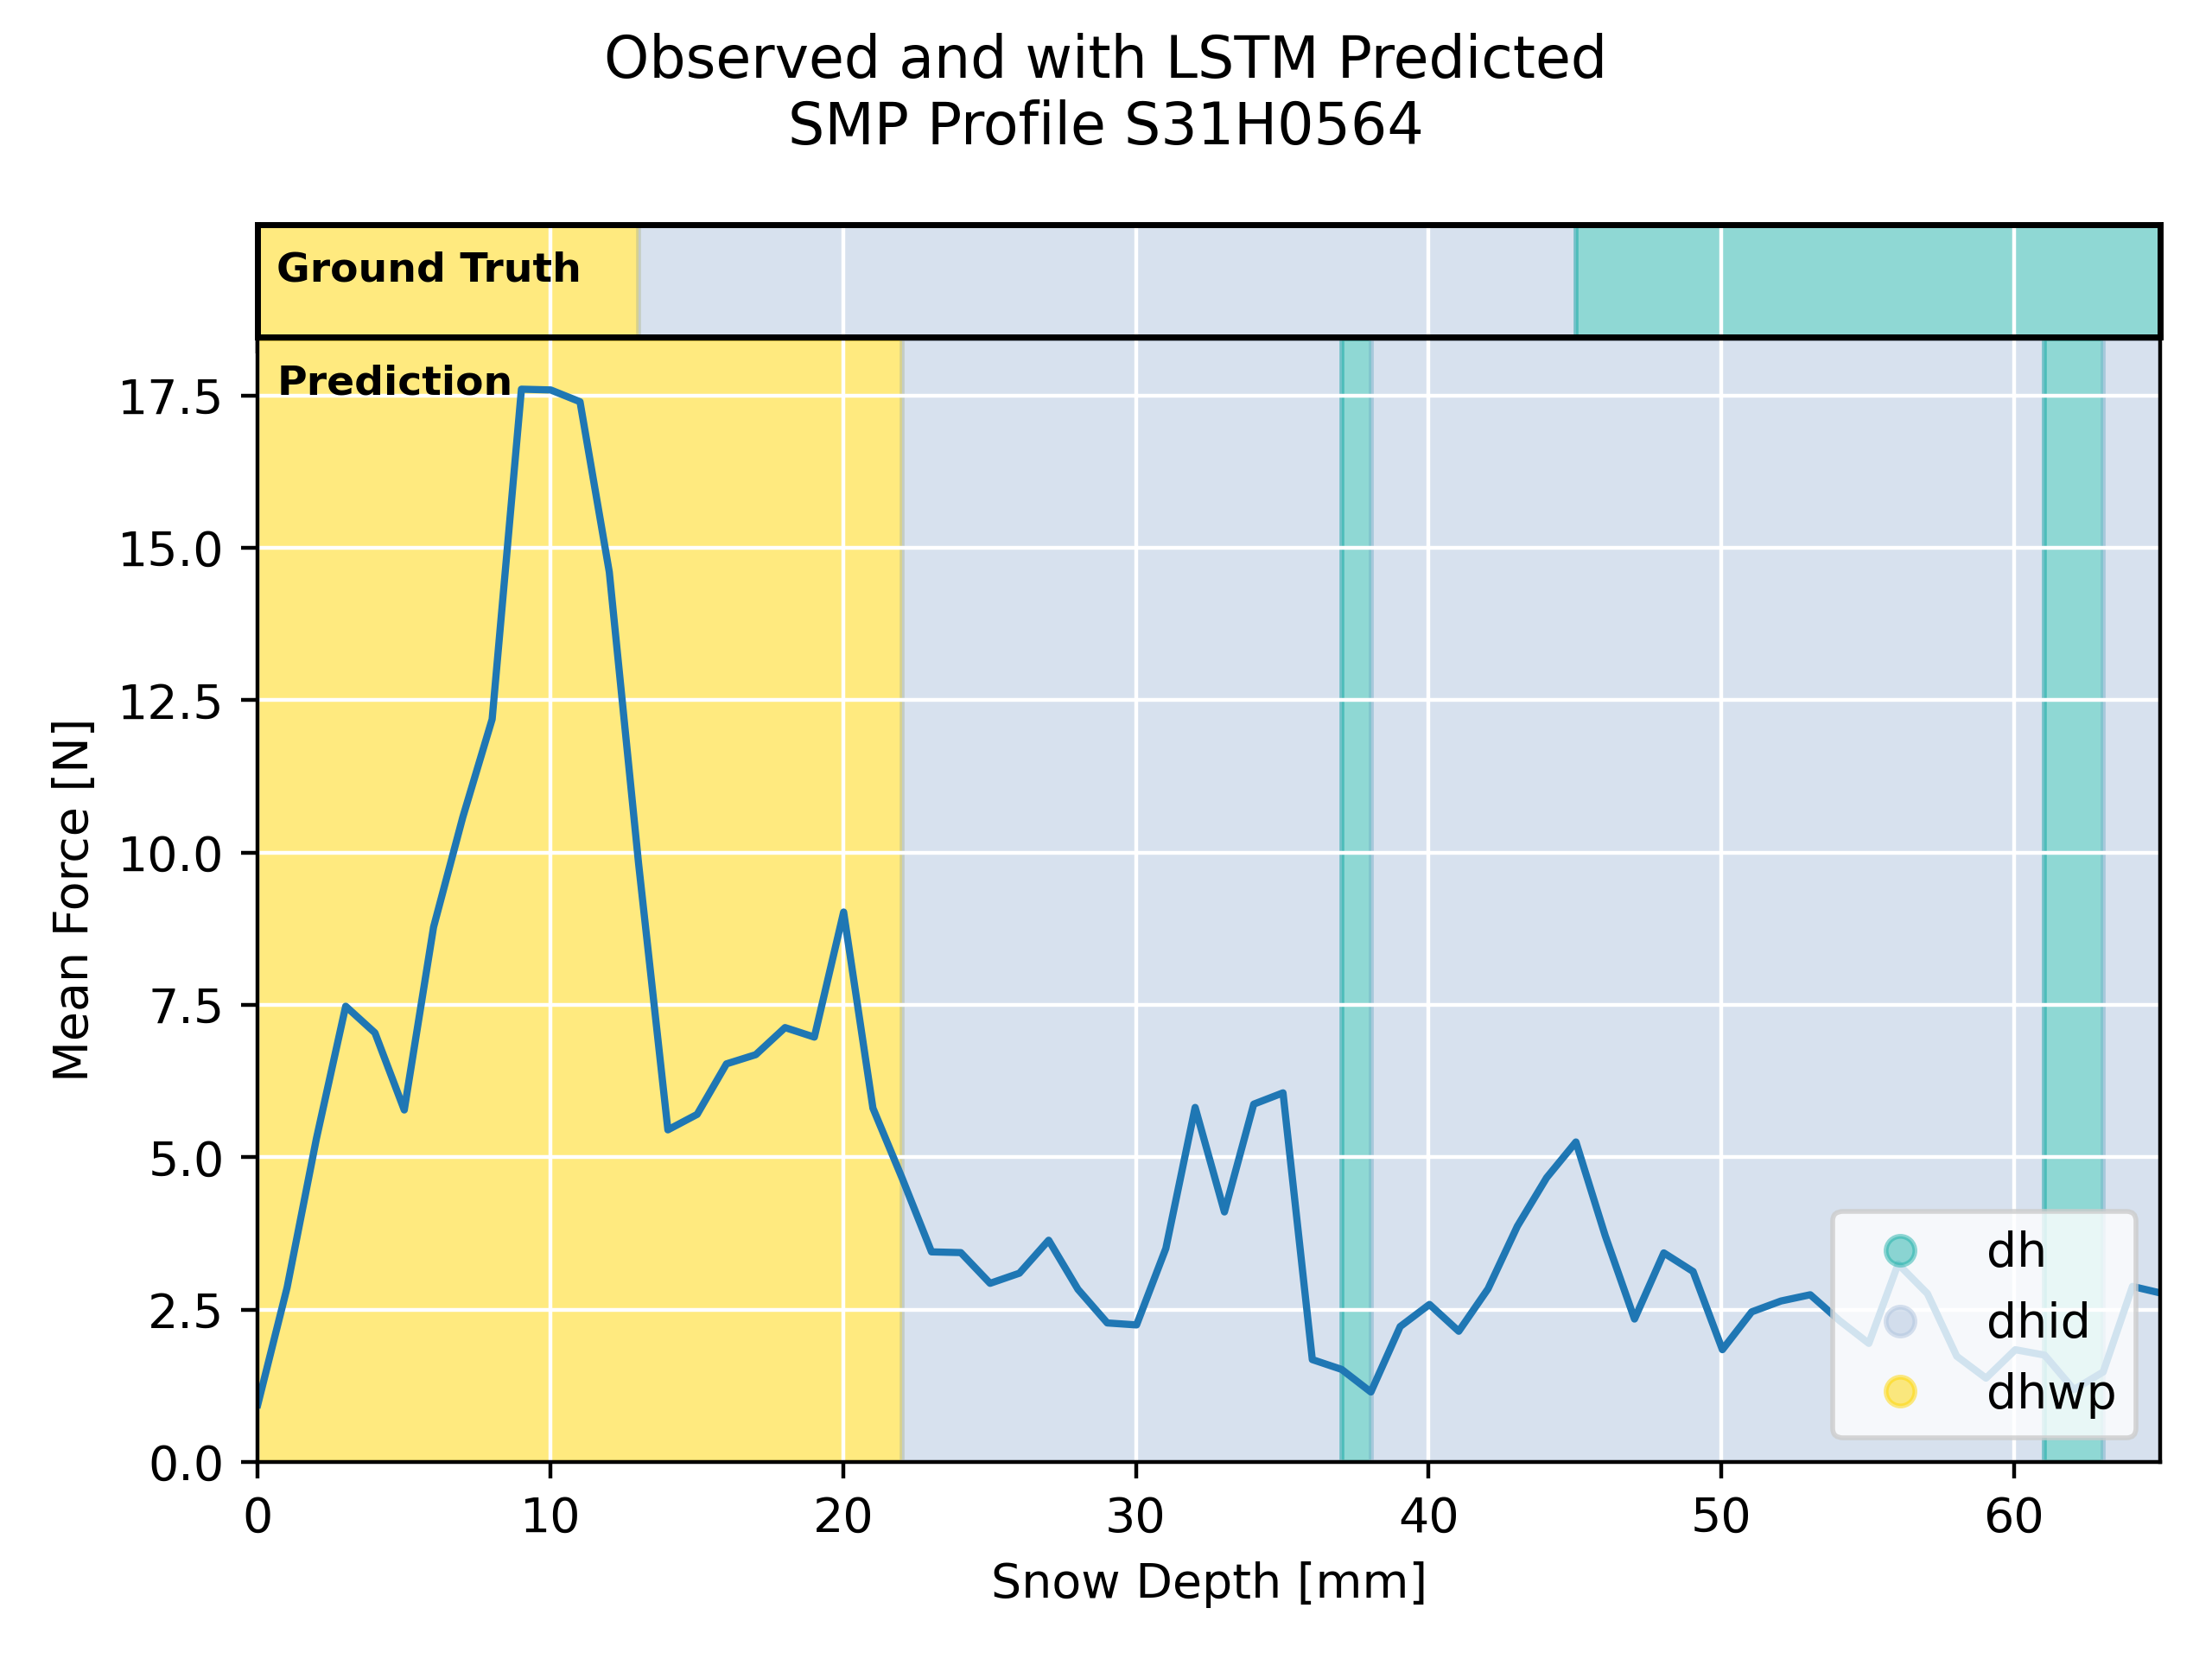 Observed and with LSTM Predicted
SMP Profile S31H0564
Ground Truth
Prediction
17.5
15.0
12.5
10.0
7.5
5.0
2.5
0.0
Mean Force [N]
dh
dhid
dhwp
0 10 20 30 40 50 60
Snow Depth [mm]